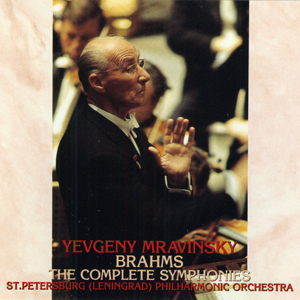 YEVGENY MRAVINSKY
BRAHMS
THE COMPLETE SYMPHONIES
ST.PETERSBURG (LENINGRAD) PHILHARMONIC ORCHESTRA